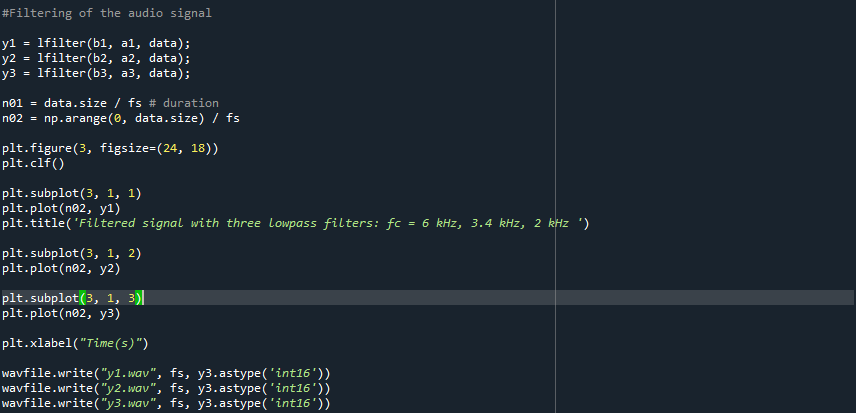 #Filtering of the audio signal
y1 = lfilter(b1, a1, data);
y2 = lfilter(b2, a2, data);
y3 = lfilter(b3, a3, data);
n01 = data.size / fs # duration
n02 = np.arange(0, data.size) / fs
plt.figure(3, figsize=(24, 18))
plt.clf()
plt.subplot(3, 1, 1)
plt.plot(n02, y1)
plt.title('Filtered signal with three lowpass filters: fc = 6 kHz, 3.4 kHz, 2 kHz ')
plt.subplot(3, 1, 2)
plt.plot(n02, y2)
plt.subplot(3, 1, 3)
plt.plot(n02, y3)
plt.xlabel("Time(s)")
wavfile.write("y1.wav", fs, y3.astype('int16'))
wavfile.write("y2.wav", fs, y3.astype('int16'))
wavfile.write("y3.wav", fs, y3.astype('int16'))